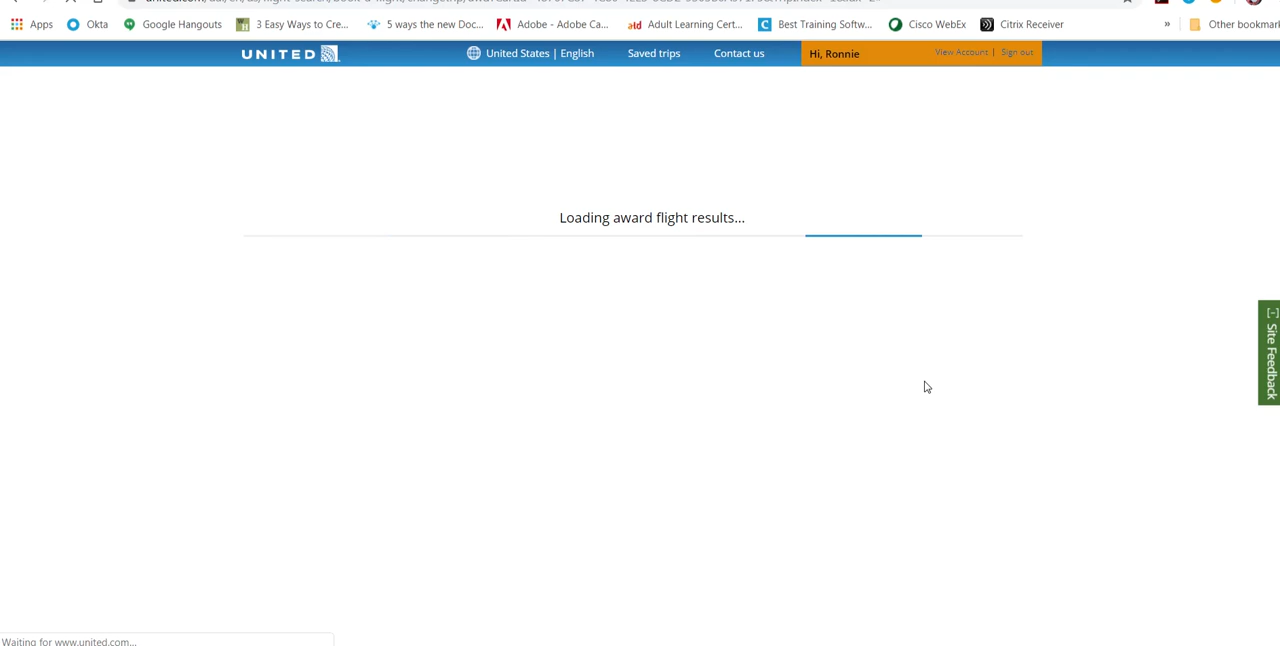 Apps
Okta
Google Hangouts
3 Easy Ways to Cre...
5 ways the new Doc...
Adobe - Adobe Ca...
atd
Adult Learning Cert...
Best Training Softw...
Cisco WebEx
Citrix Receiver
»
Other bookmar
UNITED
United States | English
Saved trips
Contact us
Hi, Ronnie
View Account | Sign out
Loading award flight results...
[-] Site Feedback
Waiting for www.united.com...